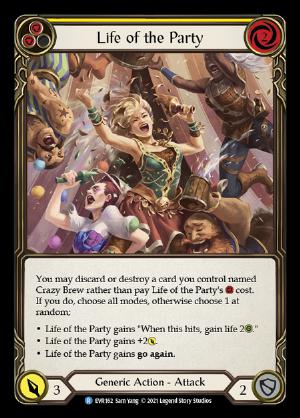 Life of the Party
2
You may discard or destroy a card you control named
Crazy Brew rather than pay Life of the Party's cost.
If you do, choose all modes, otherwise choose 1 at
random;
• Life of the Party gains "When this hits, gain life 2."
• Life of the Party gains +2.
• Life of the Party gains go again.
3
Generic Action - Attack
2
R EVR162 Sam Yang © 2021 Legend Story Studios